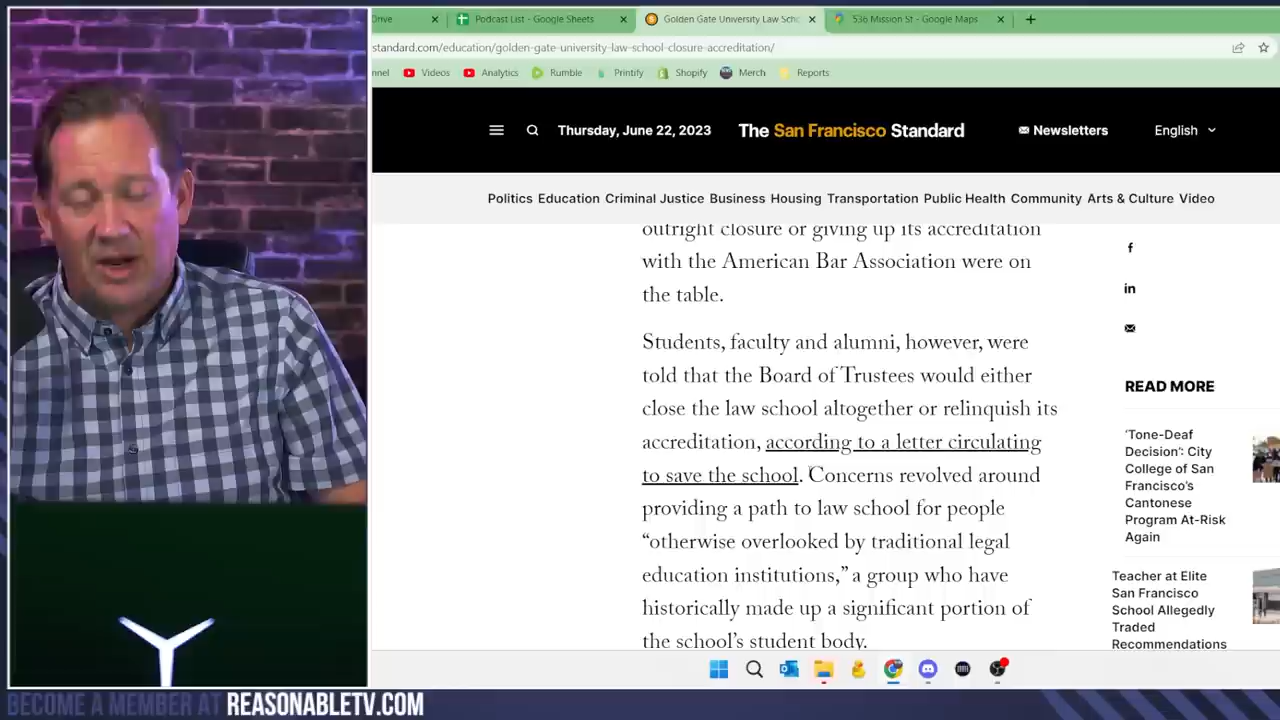 Drive
Podcast List - Google Sheets
Golden Gate University Law Scho
536 Mission St - Google Maps
standard.com/education/golden-gate-university-law-school-closure-accreditation/
nnel
Videos
Analytics
Rumble
Printify
Shopify
Merch
Reports
Thursday, June 22, 2023
The San Francisco Standard
Newsletters
English
Politics Education Criminal Justice Business Housing Transportation Public Health Community Arts & Culture Video
outright closure or giving up its accreditation
with the American Bar Association were on
the table.
Students, faculty and alumni, however, were
told that the Board of Trustees would either
close the law school altogether or relinquish its
accreditation, according to a letter circulating
to save the school. Concerns revolved around
providing a path to law school for people
“otherwise overlooked by traditional legal
education institutions,” a group who have
historically made up a significant portion of
the school’s student body.
READ MORE
‘Tone-Deaf
Decision’: City
College of San
Francisco’s
Cantonese
Program At-Risk
Again
Teacher at Elite
San Francisco
School Allegedly
Traded
Recommendations
BECOME A MEMBER AT REASONABLETV.COM